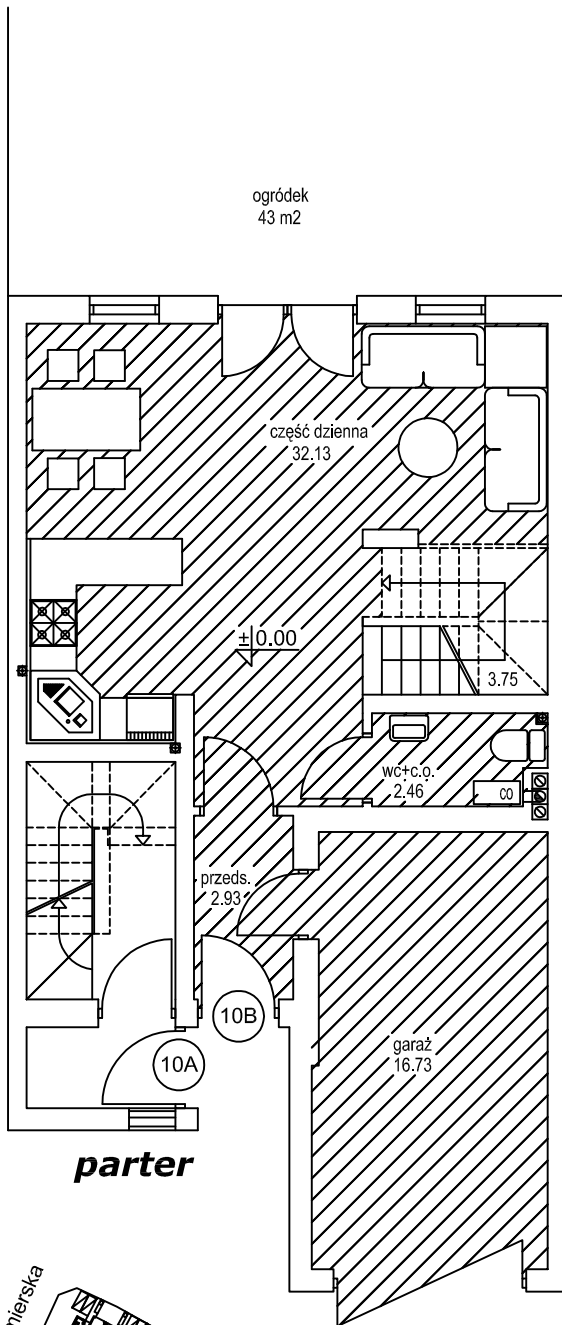 ogródek
43 m2
część dzienna
32.13
±0.00
3.75
wc+c.o.
2.46
co
przeds.
2.93
10B
10A
garaż
16.73
parter